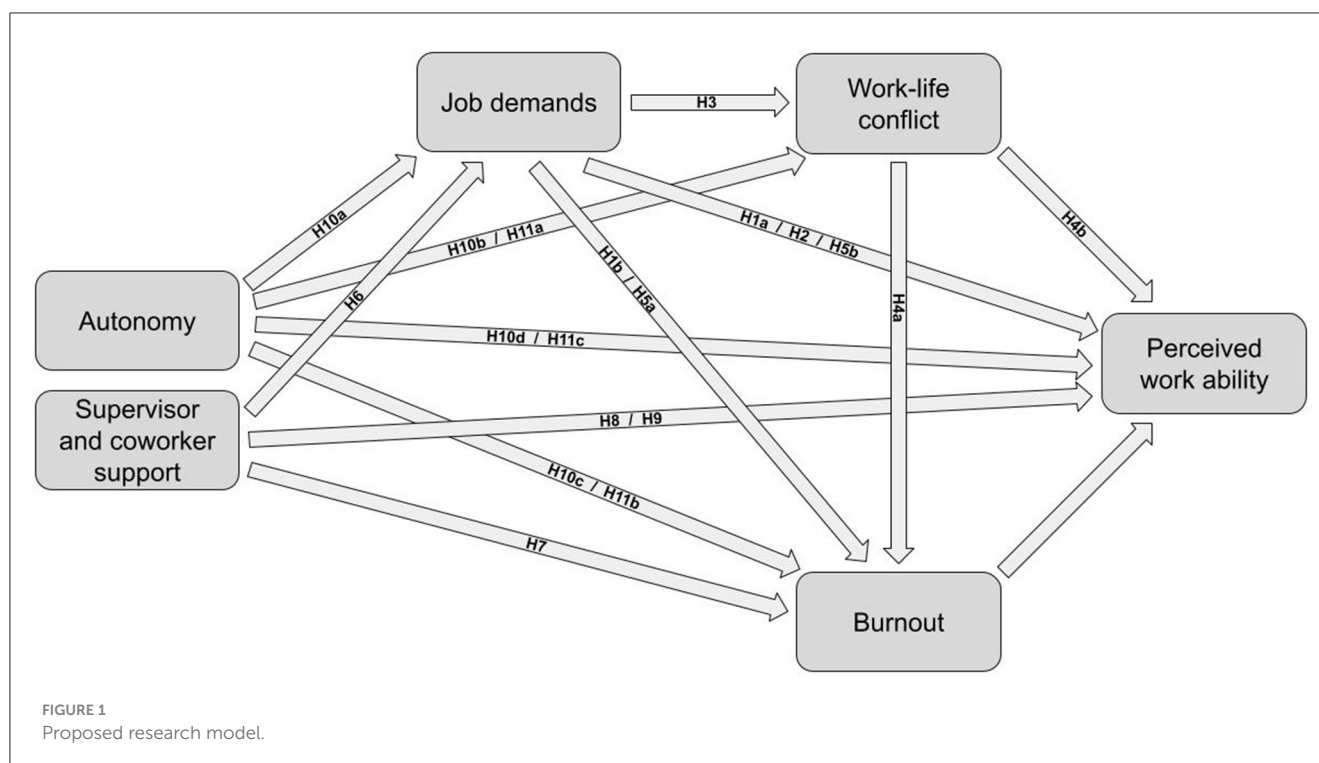 Job demands
H3
Work-life
conflict
H10a
H10b / H11a
H1a / H2 / H5b
H4b
H6
H1b / H5a
H4a
Autonomy
H10d / H11c
Perceived
work ability
Supervisor
and coworker
support
H8 / H9
H10c / H11b
H7
Burnout
FIGURE 1
Proposed research model.